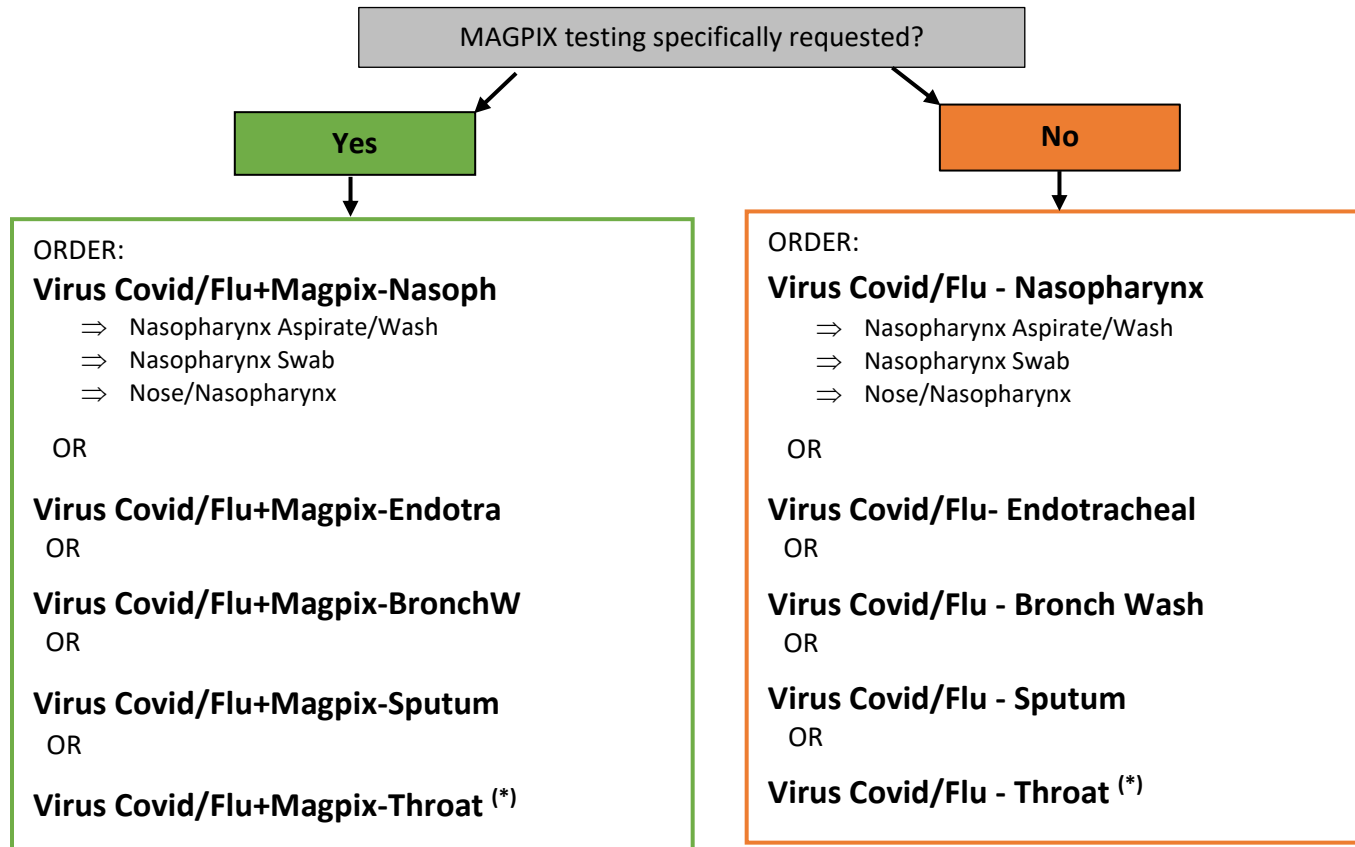 MAGPIX testing specifically requested?
Yes
No
ORDER:
Virus Covid/Flu+Magpix-Nasoph
⇒ Nasopharynx Aspirate/Wash
⇒ Nasopharynx Swab
⇒ Nose/Nasopharynx
OR
Virus Covid/Flu+Magpix-Endotra
OR
Virus Covid/Flu+Magpix-BronchW
OR
Virus Covid/Flu+Magpix-Sputum
OR
Virus Covid/Flu+Magpix-Throat (*)
ORDER:
Virus Covid/Flu - Nasopharynx
⇒ Nasopharynx Aspirate/Wash
⇒ Nasopharynx Swab
⇒ Nose/Nasopharynx
OR
Virus Covid/Flu- Endotracheal
OR
Virus Covid/Flu - Bronch Wash
OR
Virus Covid/Flu - Sputum
OR
Virus Covid/Flu - Throat (*)